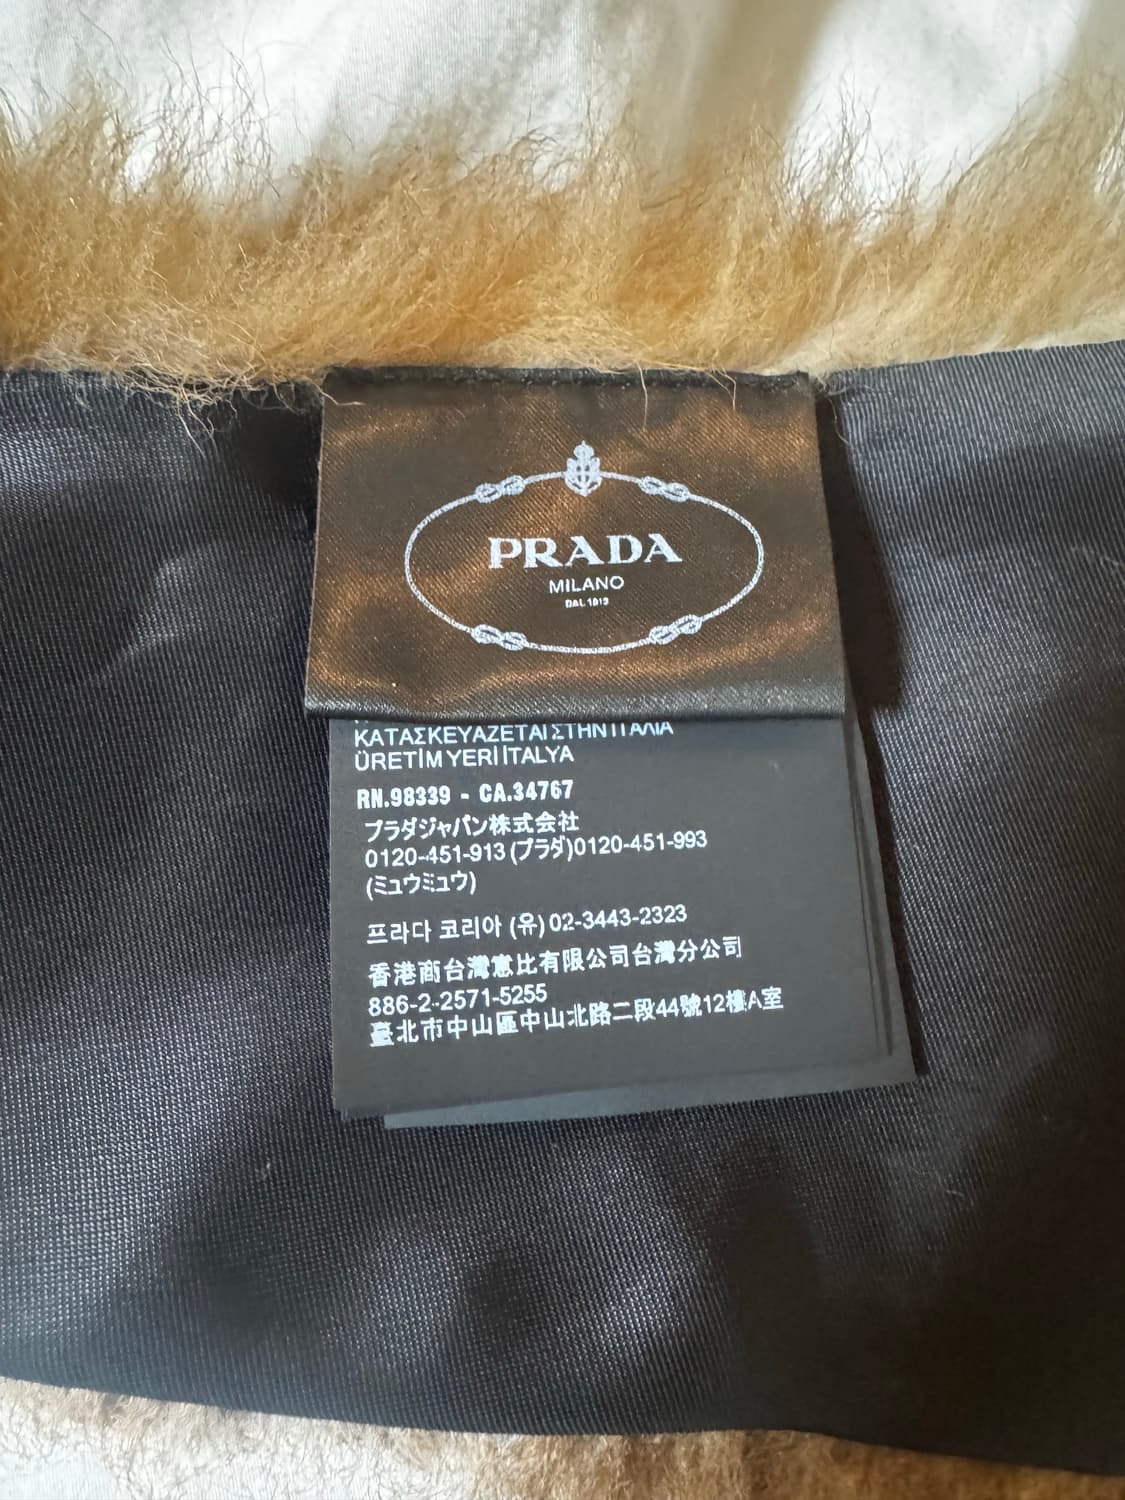 PRADA
MILANO
DAL 1913
ΚΑΤΑΣΚΕΥΑΖΕΤΑΙ ΣΤΗΝ ΙΤΑΛΙΑ
ÜRETİM YERİ İTALYA
RN.98339 - CA.34767
プラダジャパン株式会社
0120-451-913 (プラダ)0120-451-993
(ミュウミュウ)
프라다 코리아 (유) 02-3443-2323
香港商台灣惠比有限公司台灣分公司
886-2-2571-5255
臺北市中山區中山北路二段44號12樓A室